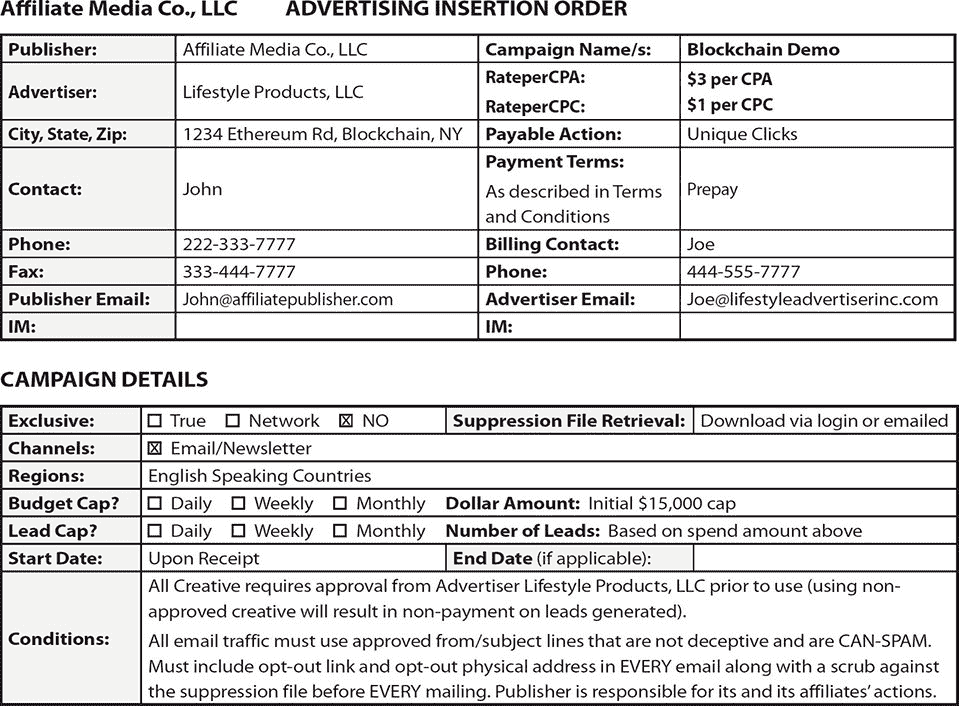 Affiliate Media Co., LLC ADVERTISING INSERTION ORDER
Publisher: Affiliate Media Co., LLC Campaign Name/s: Blockchain Demo
Advertiser: Lifestyle Products, LLC RateperCPA: $3 per CPA
RateperCPC: $1 per CPC
City, State, Zip: 1234 Ethereum Rd, Blockchain, NY Payable Action: Unique Clicks
Contact: John Payment Terms: Prepay
As described in Terms
and Conditions
Phone: 222-333-7777 Billing Contact: Joe
Fax: 333-444-7777 Phone: 444-555-7777
Publisher Email: John@affiliatepublisher.com Advertiser Email: Joe@lifestyleadvertiserinc.com
IM: IM:
CAMPAIGN DETAILS
Exclusive: ☐ True ☐ Network ☒ NO Suppression File Retrieval: Download via login or emailed
Channels: ☒ Email/Newsletter
Regions: English Speaking Countries
Budget Cap? ☐ Daily ☐ Weekly ☐ Monthly Dollar Amount: Initial $15,000 cap
Lead Cap? ☐ Daily ☐ Weekly ☐ Monthly Number of Leads: Based on spend amount above
Start Date: Upon Receipt End Date (if applicable):
Conditions: All Creative requires approval from Advertiser Lifestyle Products, LLC prior to use (using non-
approved creative will result in non-payment on leads generated).
All email traffic must use approved from/subject lines that are not deceptive and are CAN-SPAM.
Must include opt-out link and opt-out physical address in EVERY email along with a scrub against
the suppression file before EVERY mailing. Publisher is responsible for its and its affiliates’ actions.